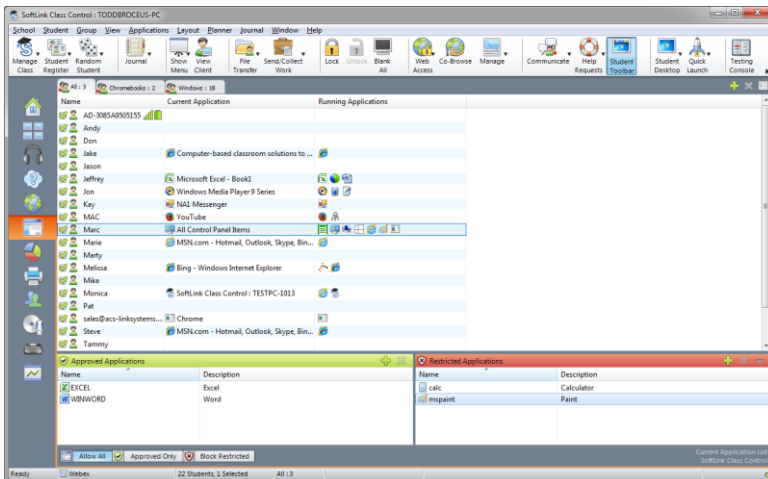 SoftLink Class Control : TODDBROCEUS-PC
School Student Group View Applications Layout Planner Journal Window Help
Manage Class Student Register Random Student Journal Show Menu View Client File Transfer Send/Collect Work Lock Unlock Blank All Web Access Co-Browse Manage Communicate Help Requests Student Toolbar Student Desktop Quick Launch Testing Console
All : 3 Chromebooks : 2 Windows : 18
Name Current Application Running Applications
AD-3085A9505155
Andy
Don
Jake Computer-based classroom solutions to ...
Jason
Jeffrey Microsoft Excel - Book1
Jon Windows Media Player 9 Series
Kay NA1 Messenger
MAC YouTube
Marc All Control Panel Items
Marie MSN.com - Hotmail, Outlook, Skype, Bin...
Marty
Melissa Bing - Windows Internet Explorer
Mike
Monica SoftLink Class Control : TESTPC-1013
Pat
sales@acs-linksystems.... Chrome
Steve MSN.com - Hotmail, Outlook, Skype, Bin...
Tammy
Approved Applications Restricted Applications
Name Description Name Description
EXCEL Excel calc Calculator
WINWORD Word mspaint Paint
Allow All Approved Only Block Restricted
Current Application List
SoftLink Class Control
Ready Webex 22 Students, 1 Selected All : 3